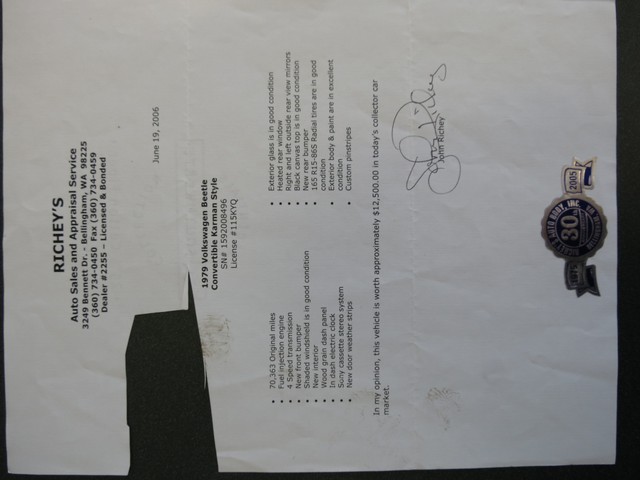 RICHEY'S
Auto Sales and Appraisal Service
3249 Bennett Dr. - Bellingham, WA 98225
(360) 734-0450 Fax (360) 734-0459
Dealer #2255 – Licensed & Bonded
June 19, 2006
1979 Volkswagen Beetle
Convertible Karman Style
SN# 1592008496
License #115KYQ
• 70,363 Original miles
• Fuel injection engine
• 4 Speed transmission
• New front bumper
• Shaded windshield is in good condition
• New interior
• Wood grain dash panel
• In dash electric clock
• Sony cassette stereo system
• New door weather strips
• Exterior glass is in good condition
• Heated rear window
• Right and left outside rear view mirrors
• Black canvas top is in good condition
• New rear bumper
• 165 R15-86S Radial tires are in good
condition
• Exterior body & paint are in excellent
condition
• Custom pinstripes
In my opinion, this vehicle is worth approximately $12,500.00 in today's collector car
market.
John Richey
AUTO BODY, INC.
30
1975
2005